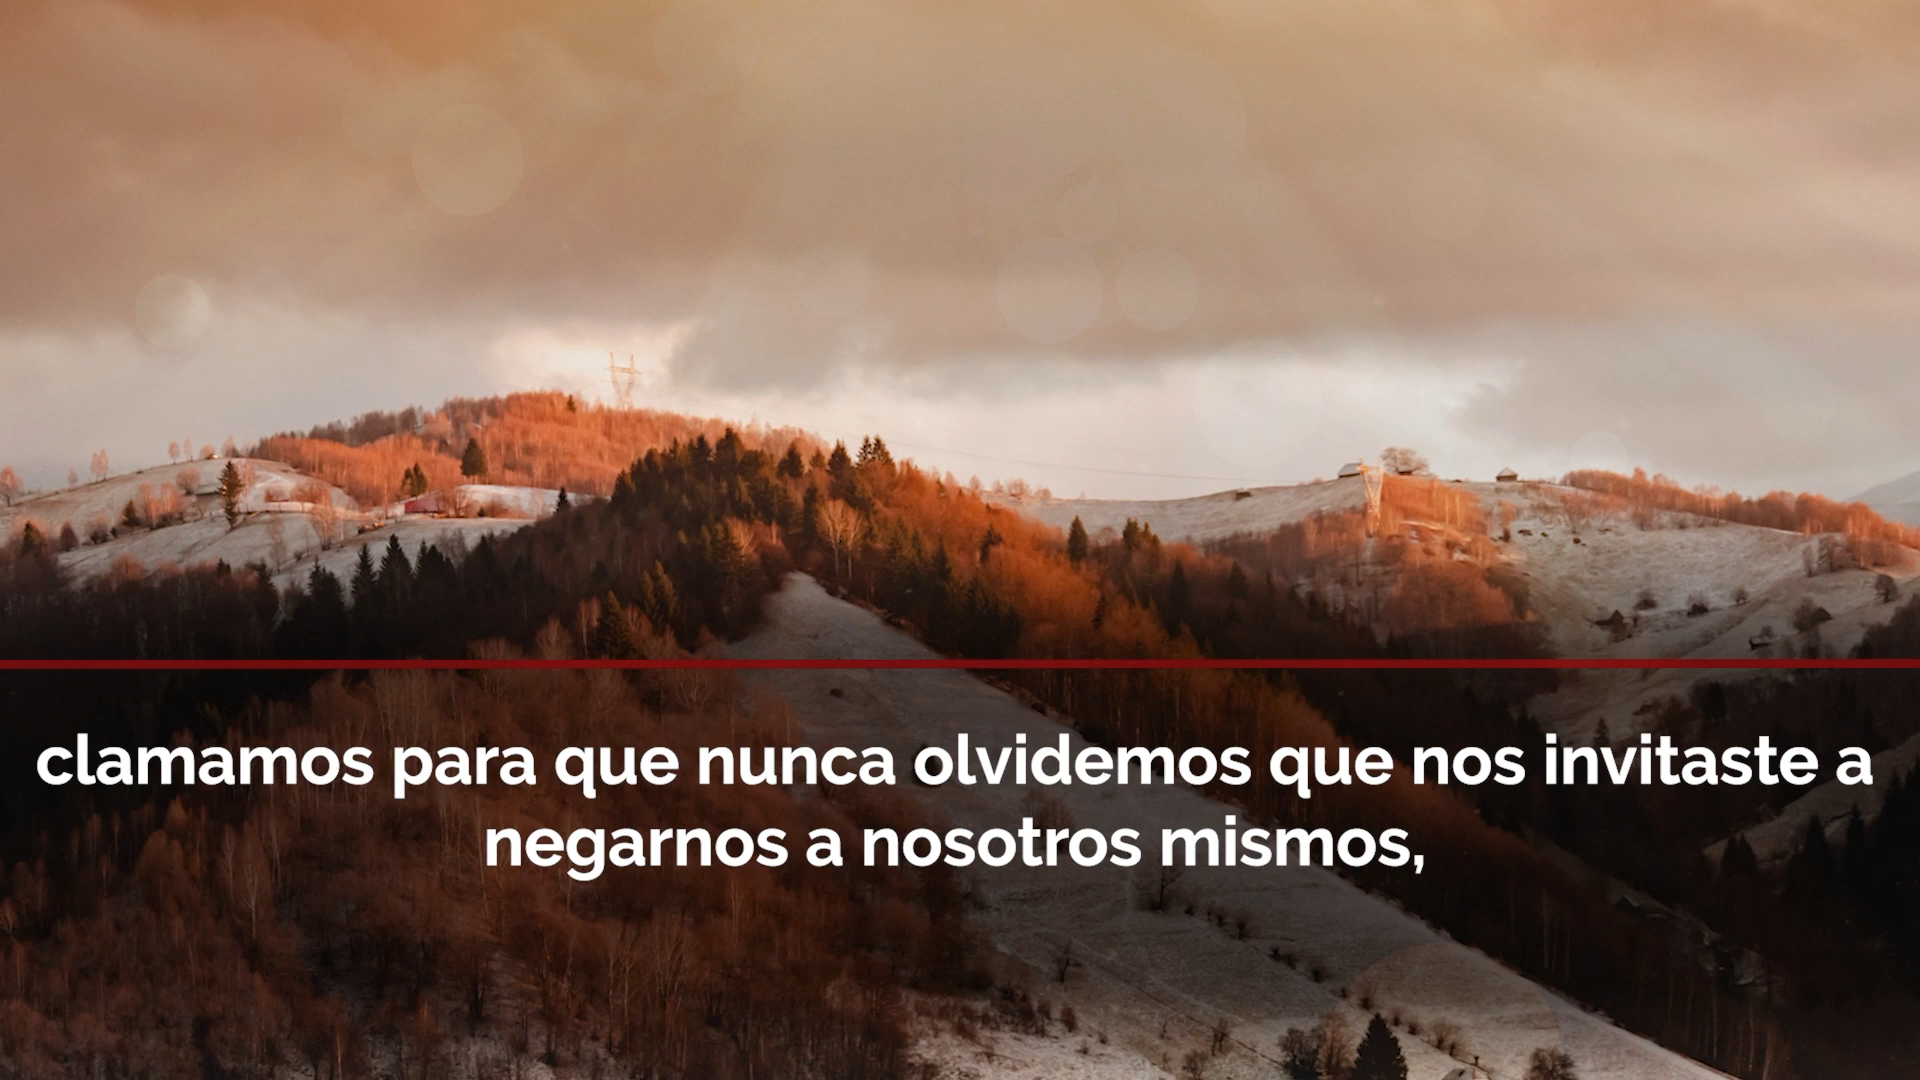 clamamos para que nunca olvidemos que nos invitaste a
negarnos a nosotros mismos,